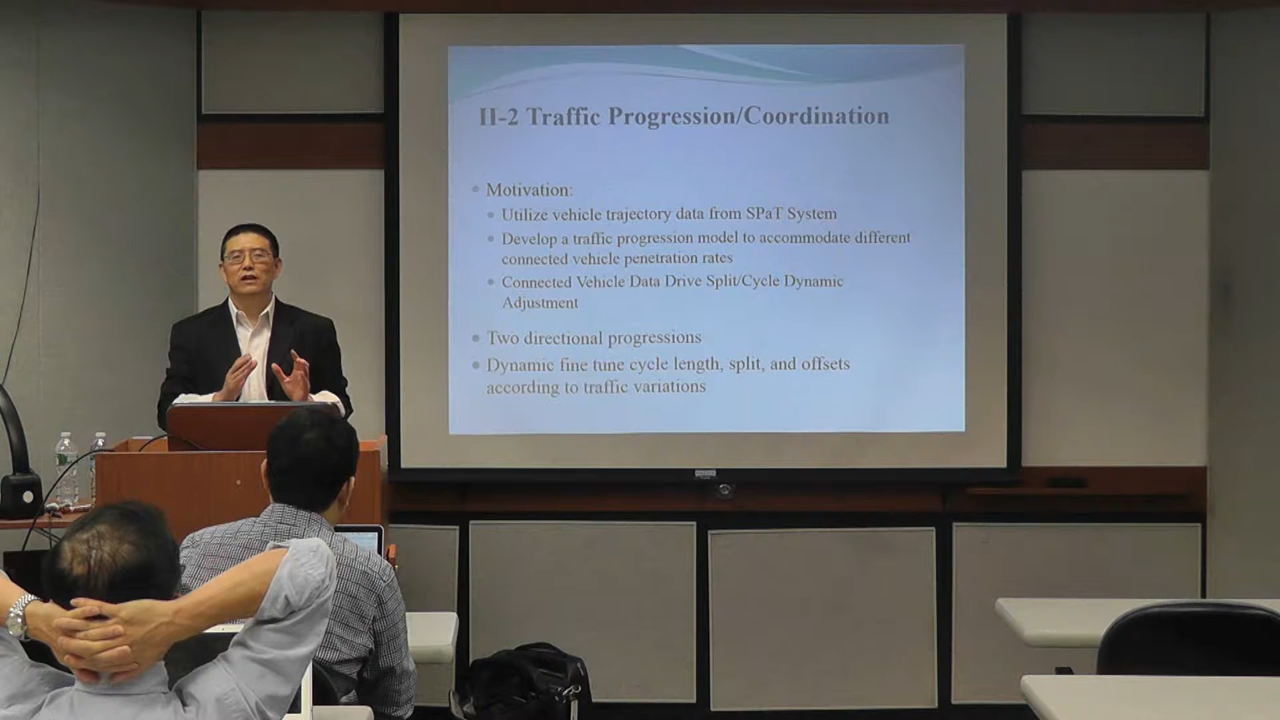 II-2 Traffic Progression/Coordination
Motivation:
Utilize vehicle trajectory data from SPaT System
Develop a traffic progression model to accommodate different
connected vehicle penetration rates
Connected Vehicle Data Drive Split/Cycle Dynamic
Adjustment
Two directional progressions
Dynamic fine tune cycle length, split, and offsets
according to traffic variations